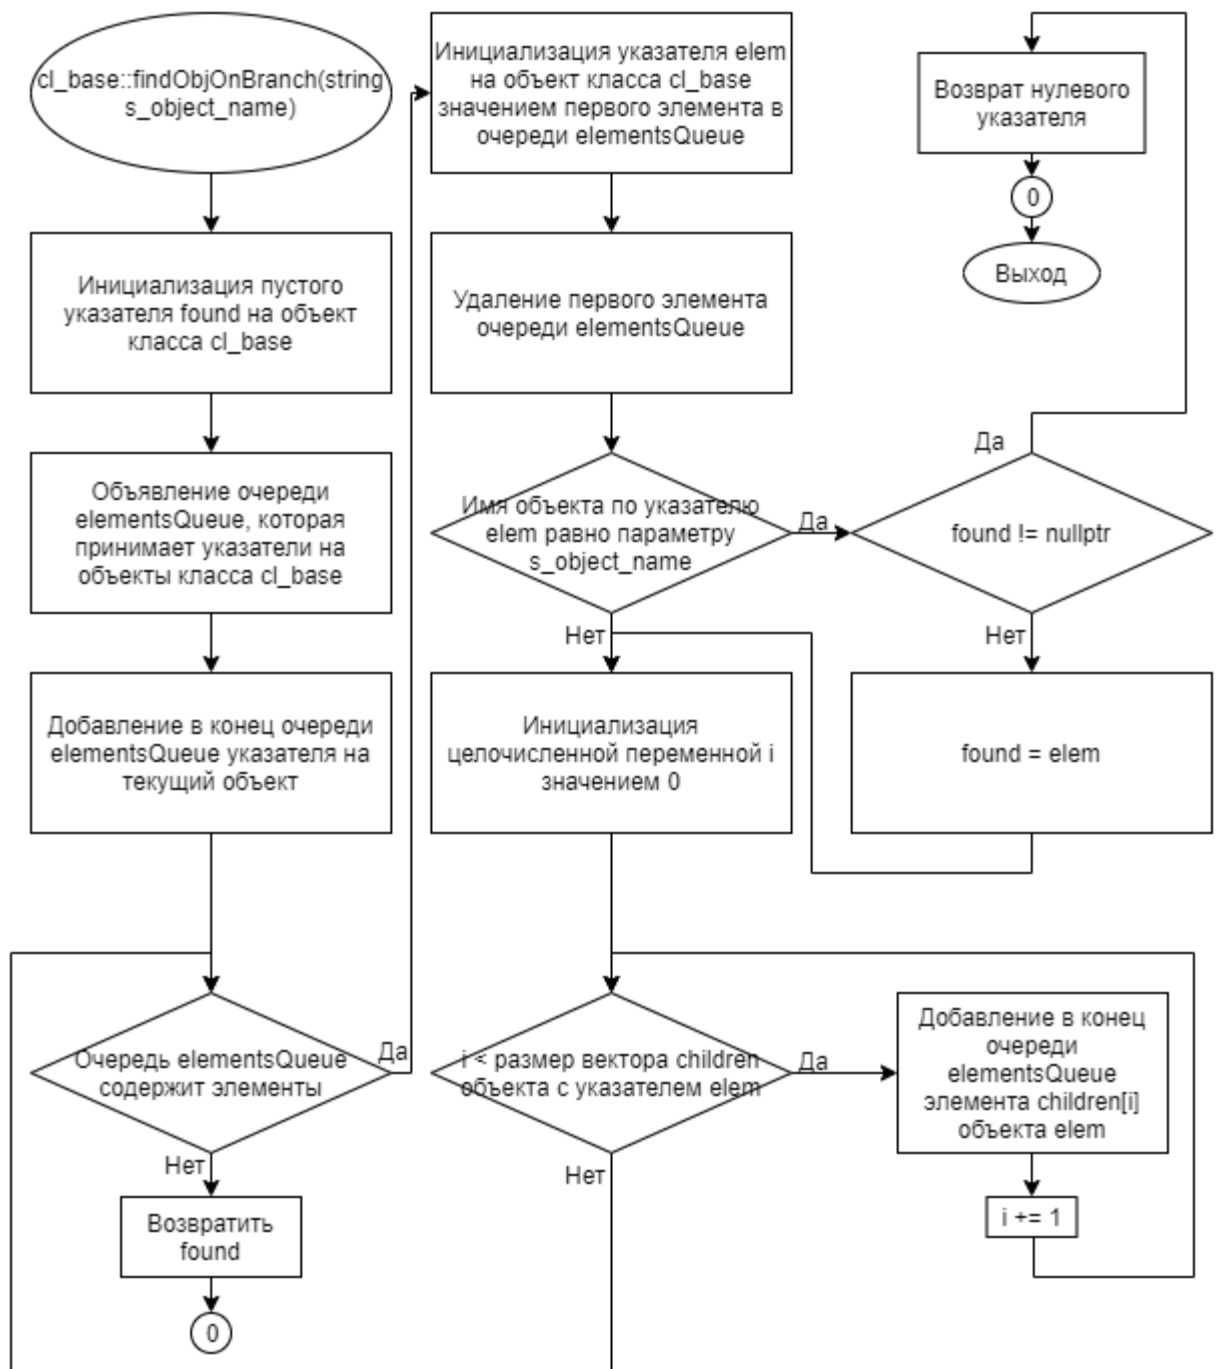 cl_base::findObjOnBranch(string
s_object_name)
Инициализация пустого
указателя found на объект
класса cl_base
Объявление очереди
elementsQueue, которая
принимает указатели на
объекты класса cl_base
Добавление в конец очереди
elementsQueue указателя на
текущий объект
Очередь elementsQueue
содержит элементы
Да
Нет
Возвратить
found
0
Инициализация указателя elem
на объект класса cl_base
значением первого элемента в
очереди elementsQueue
Удаление первого элемента
очереди elementsQueue
Имя объекта по указателю
elem равно параметру
s_object_name
Да
Нет
Инициализация
целочисленной переменной i
значением 0
i < размер вектора children
объекта с указателем elem
Да
Нет
Возврат нулевого
указателя
0
Выход
Да
found != nullptr
Нет
found = elem
Добавление в конец
очереди
elementsQueue
элемента children[i]
объекта elem
i += 1